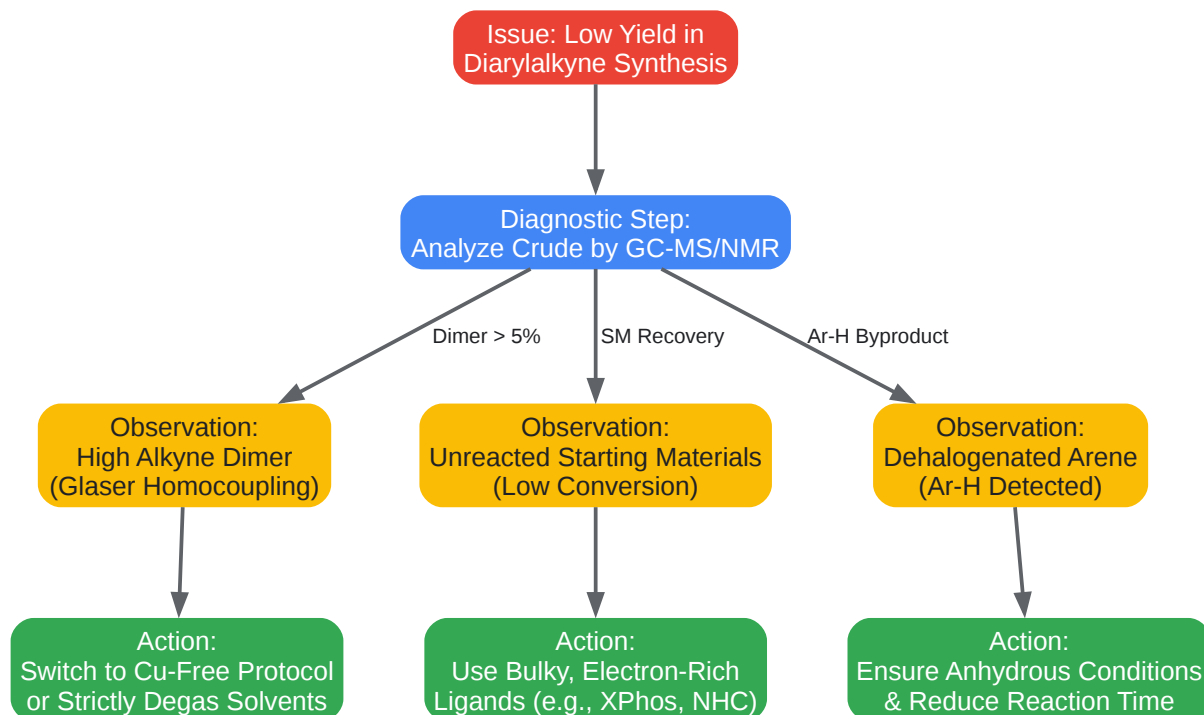 Issue: Low Yield in
Diarylalkyne Synthesis
Diagnostic Step:
Analyze Crude by GC-MS/NMR
Dimer > 5%
SM Recovery
Ar-H Byproduct
Observation:
High Alkyne Dimer
(Glaser Homocoupling)
Observation:
Unreacted Starting Materials
(Low Conversion)
Observation:
Dehalogenated Arene
(Ar-H Detected)
Action:
Switch to Cu-Free Protocol
or Strictly Degas Solvents
Action:
Use Bulky, Electron-Rich
Ligands (e.g., XPhos, NHC)
Action:
Ensure Anhydrous Conditions
& Reduce Reaction Time